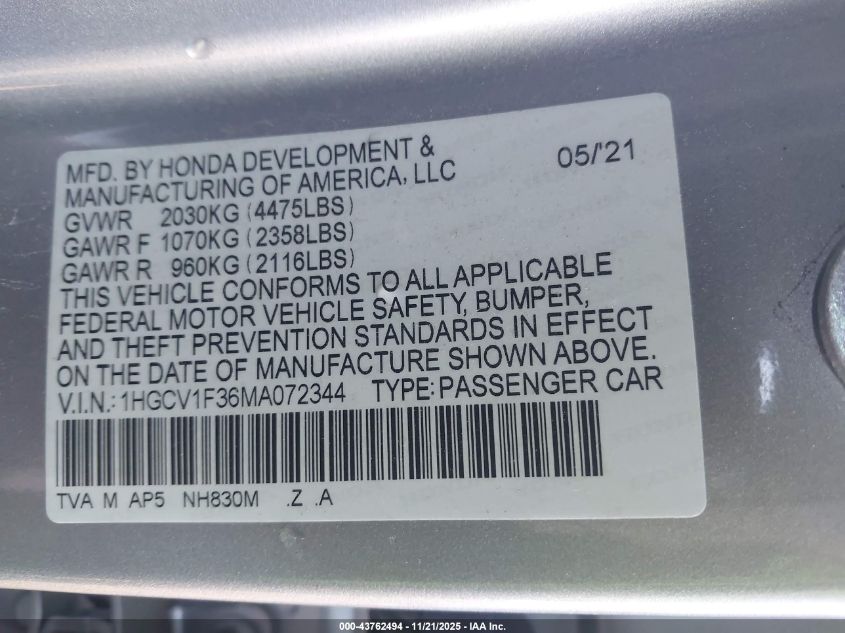 MFD. BY HONDA DEVELOPMENT & 05/'21
MANUFACTURING OF AMERICA, LLC
GVWR 2030KG (4475LBS)
GAWR F 1070KG (2358LBS)
GAWR R 960KG (2116LBS)
THIS VEHICLE CONFORMS TO ALL APPLICABLE
FEDERAL MOTOR VEHICLE SAFETY, BUMPER,
AND THEFT PREVENTION STANDARDS IN EFFECT
ON THE DATE OF MANUFACTURE SHOWN ABOVE.
V.I.N.: 1HGCV1F36MA072344 TYPE: PASSENGER CAR
TVA M AP5 NH830M .Z .A
000-43762494 - 11/21/2025 - IAA Inc.